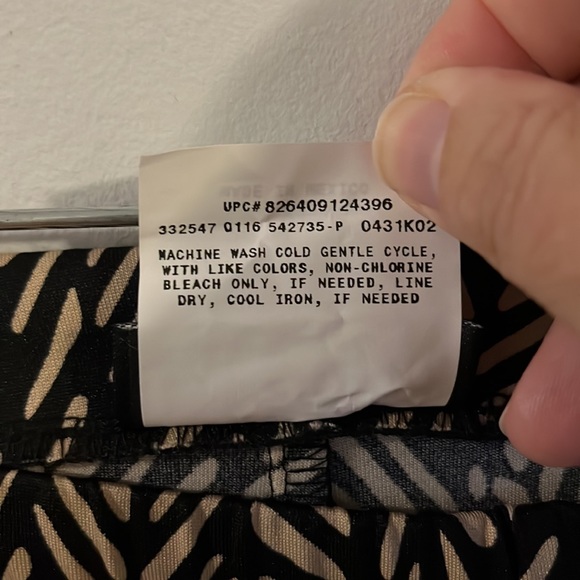 UPC# 826409124396
332547 Q116 542735-P 0431K02
MACHINE WASH COLD GENTLE CYCLE,
WITH LIKE COLORS, NON-CHLORINE
BLEACH ONLY, IF NEEDED, LINE
DRY, COOL IRON, IF NEEDED